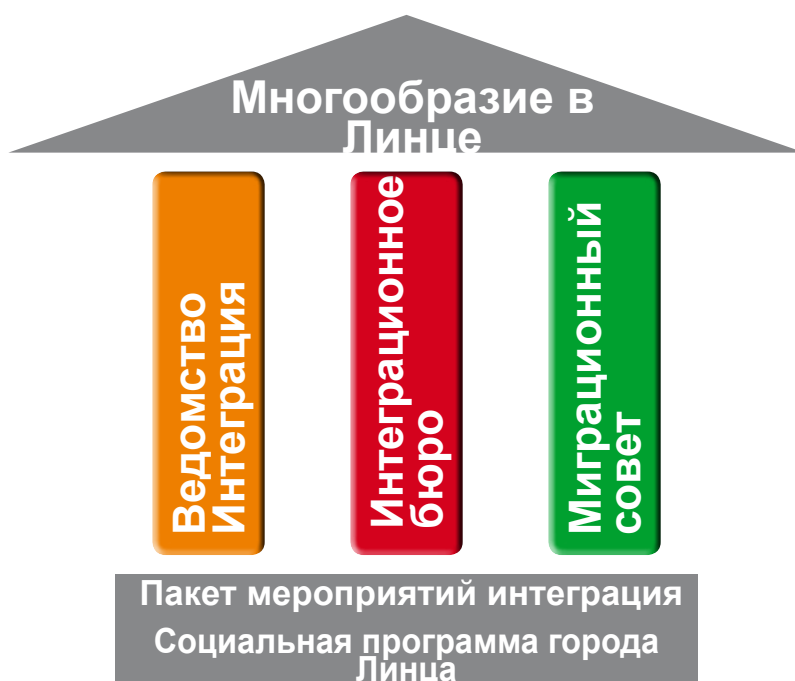 Многообразие в
Линце
Ведомство
Интеграция
Интеграционное
бюро
Миграционный
совет
Пакет мероприятий интеграция
Социальная программа города
Линца